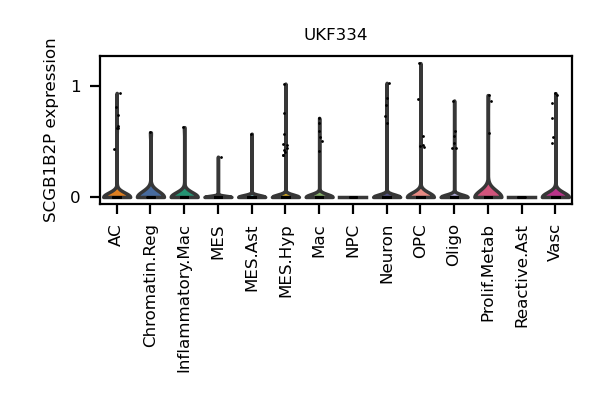 UKF334
SCGB1B2P expression
1
0
AC
Chromatin.Reg
Inflammatory.Mac
MES
MES.Ast
MES.Hyp
Mac
NPC
Neuron
OPC
Oligo
Prolif.Metab
Reactive.Ast
Vasc